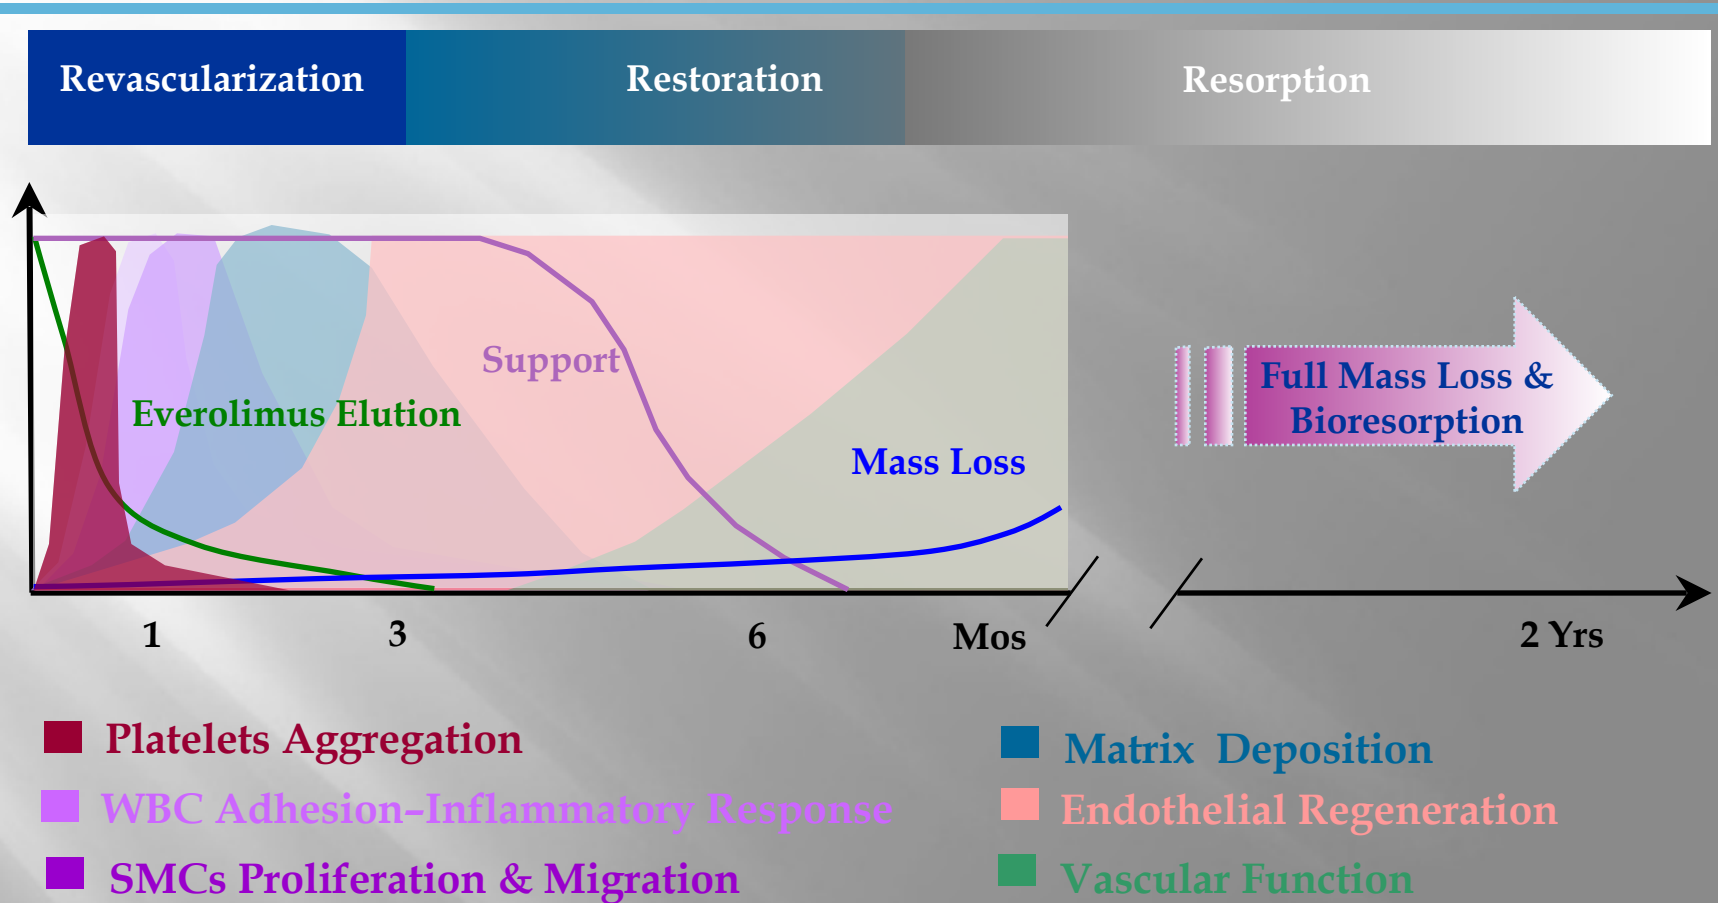 Revascularization
Restoration
Resorption
Support
Everolimus Elution
Mass Loss
Full Mass Loss &
Bioresorption
1
3
6
Mos
2 Yrs
Platelets Aggregation
WBC Adhesion–Inflammatory Response
SMCs Proliferation & Migration
Matrix Deposition
Endothelial Regeneration
Vascular Function